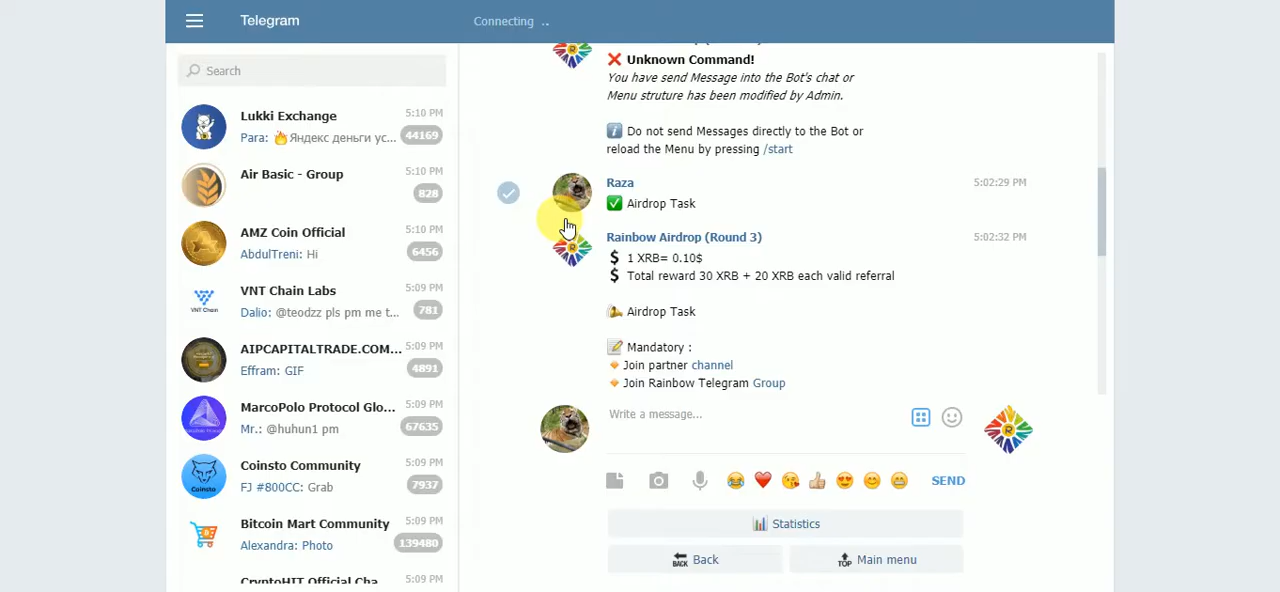 Telegram
Connecting ..
Search
Lukki Exchange 5:10 PM
Para: 🔥Яндекс деньги ус... 44169
Air Basic - Group 5:10 PM
828
AMZ Coin Official 5:10 PM
AbdulTreni: Hi 6456
VNT Chain Labs 5:09 PM
Dalio: @teodzz pls pm me t... 781
VNT Chain
AIPCAPITALTRADE.COM... 5:09 PM
Effram: GIF 4891
MarcoPolo Protocol Glo... 5:09 PM
Mr.: @huhun1 pm 67635
Coinsto Community 5:09 PM
FJ #800CC: Grab 7937
Coinsto
Bitcoin Mart Community 5:09 PM
Alexandra: Photo 139480
CryptoHIT Official Cha... 5:09 PM
❌ Unknown Command!
You have send Message into the Bot's chat or
Menu struture has been modified by Admin.
ℹ️ Do not send Messages directly to the Bot or
reload the Menu by pressing /start
Raza 5:02:29 PM
✅ Airdrop Task
Rainbow Airdrop (Round 3) 5:02:32 PM
💲 1 XRB= 0.10$
💲 Total reward 30 XRB + 20 XRB each valid referral
Airdrop Task
📝 Mandatory :
🔸Join partner channel
🔸Join Rainbow Telegram Group
Write a message...
R
SEND
📊 Statistics
BACK Back
TOP Main menu